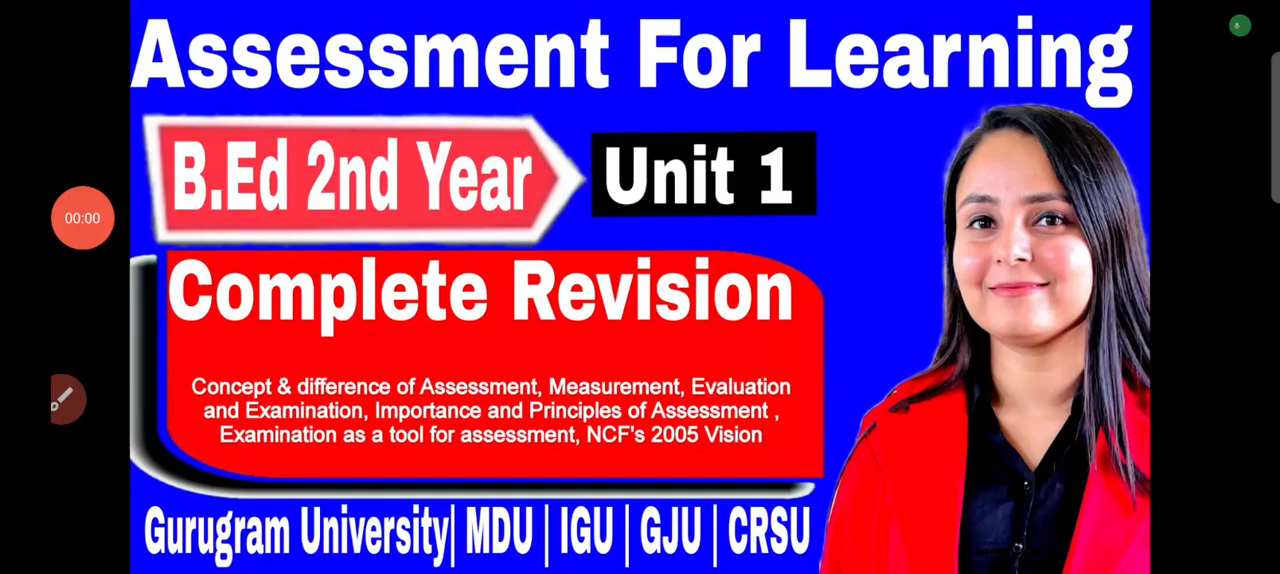 Assessment For Learning
B.Ed 2nd Year
Unit 1
00:00
Complete Revision
Concept & difference of Assessment, Measurement, Evaluation
and Examination, Importance and Principles of Assessment ,
Examination as a tool for assessment, NCF's 2005 Vision
Gurugram University| MDU | IGU | GJU | CRSU